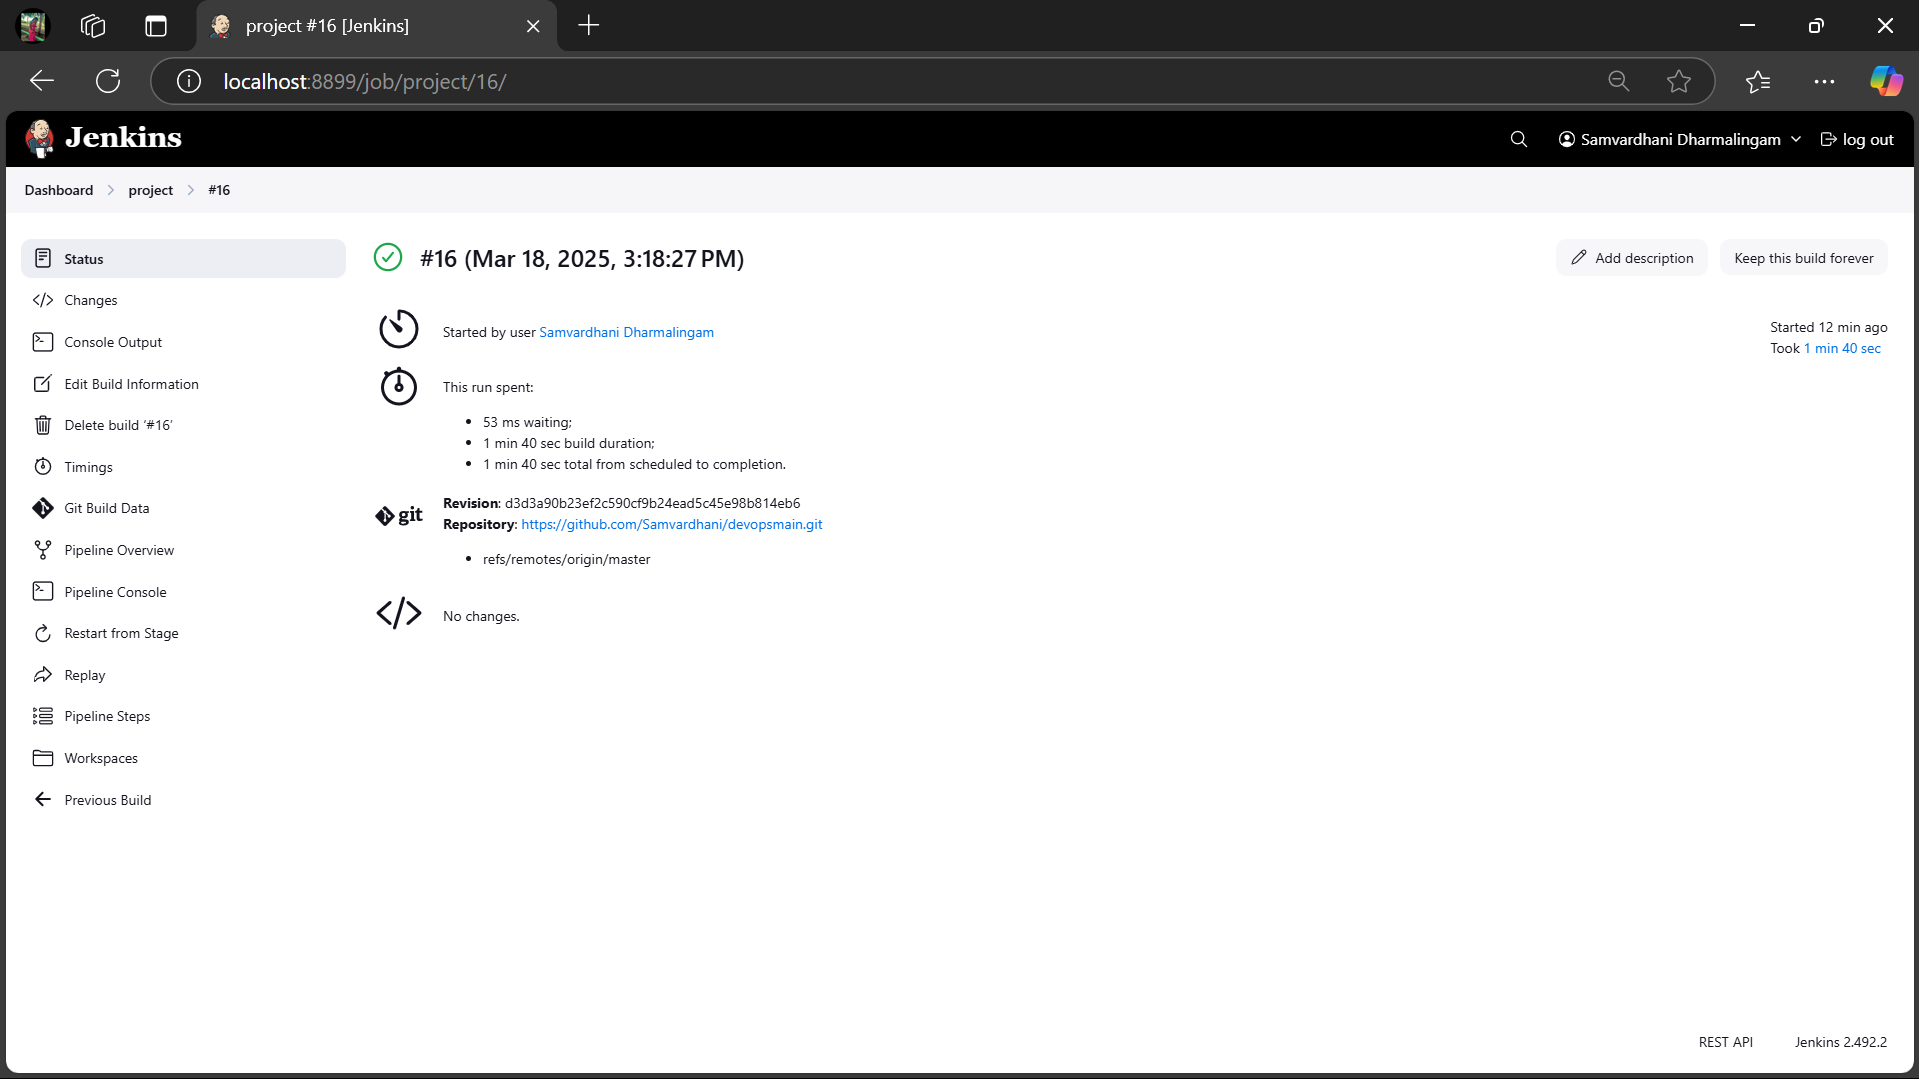 project #16 [Jenkins]
localhost:8899/job/project/16/
Jenkins
Samvardhani Dharmalingam
log out
Dashboard
project
#16
Status
Changes
Console Output
Edit Build Information
Delete build ‘#16’
Timings
Git Build Data
Pipeline Overview
Pipeline Console
Restart from Stage
Replay
Pipeline Steps
Workspaces
Previous Build
#16 (Mar 18, 2025, 3:18:27 PM)
Add description
Keep this build forever
Started by user Samvardhani Dharmalingam
Started 12 min ago
Took 1 min 40 sec
This run spent:
53 ms waiting;
1 min 40 sec build duration;
1 min 40 sec total from scheduled to completion.
git
Revision: d3d3a90b23ef2c590cf9b24ead5c45e98b814eb6
Repository: https://github.com/Samvardhani/devopsmain.git
refs/remotes/origin/master
No changes.
REST API
Jenkins 2.492.2